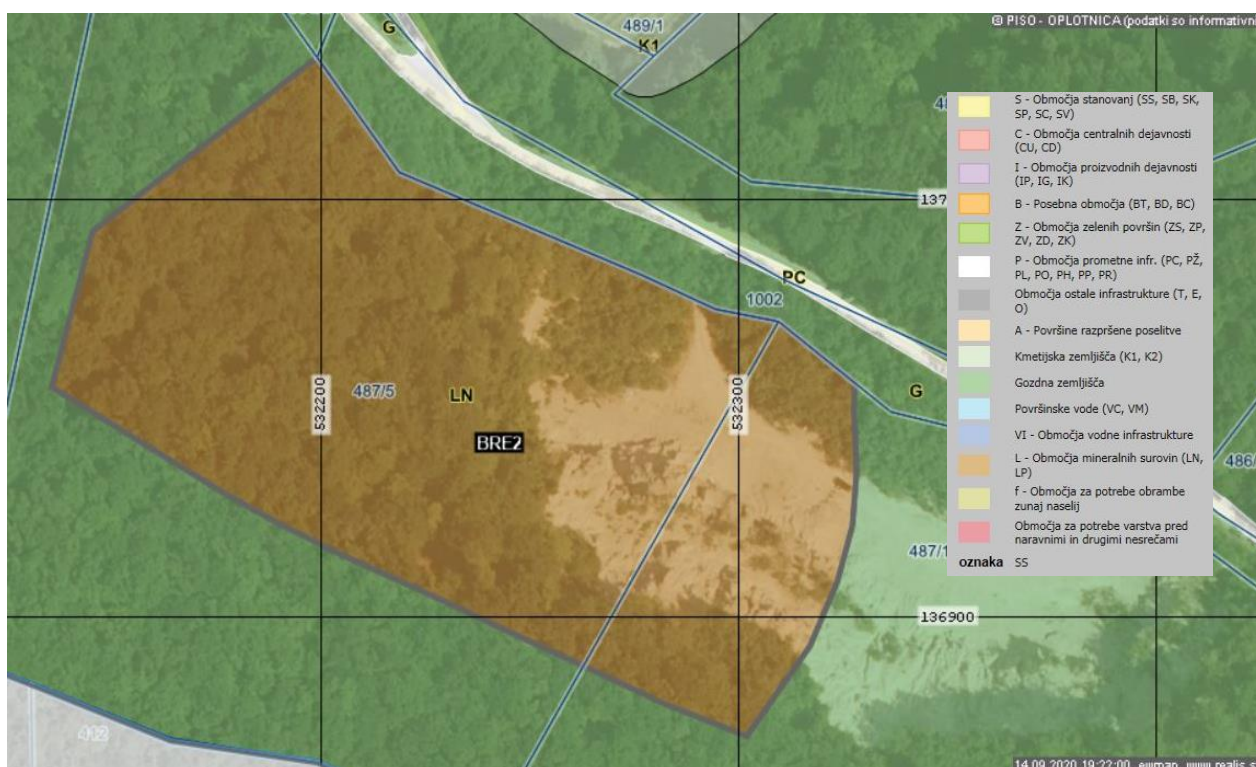 © PISO - OPLOTNICA (podatki so informativni
G
489/1
K1
S - Območja stanovanj (SS, SB, SK,
SP, SC, SV)
C - Območja centralnih dejavnosti
(CU, CD)
I - Območja proizvodnih dejavnosti
(IP, IG, IK)
137
B - Posebna območja (BT, BD, BC)
Z - Območja zelenih površin (ZS, ZP,
ZV, ZD, ZK)
P - Območja prometne infr. (PC, PŽ,
PL, PO, PH, PP, PR)
PC
1002
Območja ostale infrastrukture (T, E,
O)
A - Površine razpršene poselitve
Kmetijska zemljišča (K1, K2)
Gozdna zemljišča
532200
487/5
LN
532300
G
Površinske vode (VC, VM)
BRE2
VI - Območja vodne infrastrukture
L - Območja mineralnih surovin (LN,
LP)
486/
f - Območja za potrebe obrambe
zunaj naselij
Območja za potrebe varstva pred
naravnimi in drugimi nesrečami
487/1
oznaka SS
136900
412
14.09.2020 19:22:00